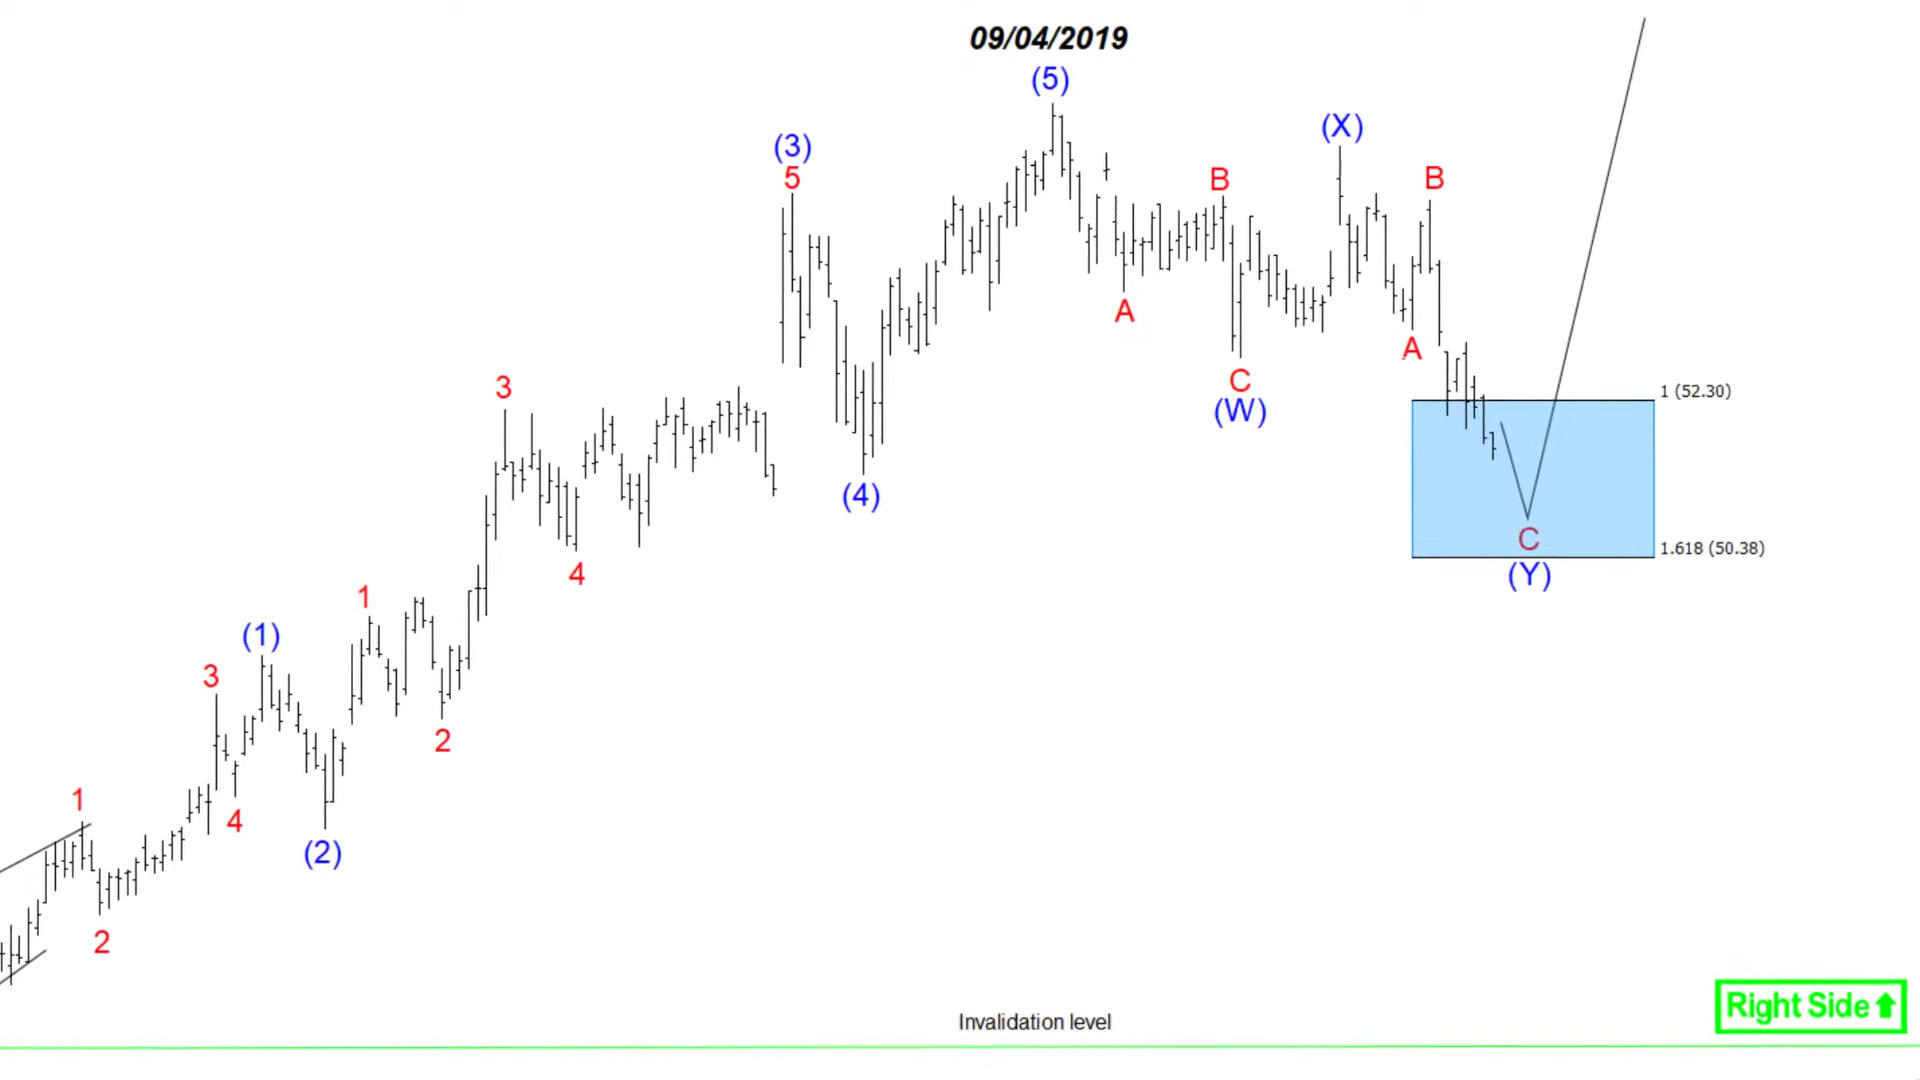 09/04/2019
(5)
(X)
(3)
5
B
B
A
A
3
C
(W)
1 (52.30)
(4)
C
1.618 (50.38)
(Y)
4
1
(1)
3
2
1
4
(2)
2
Right Side
Invalidation level